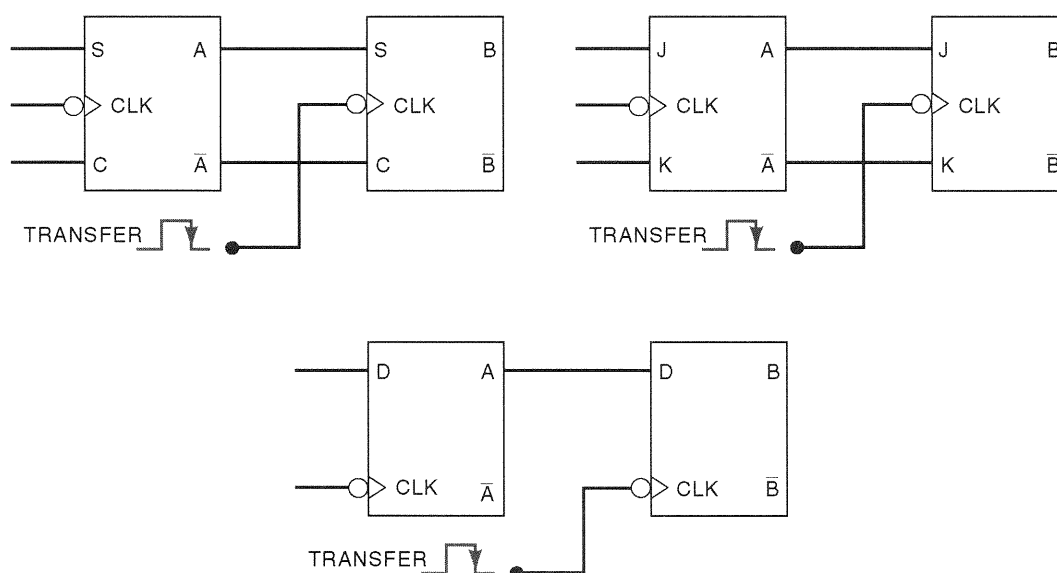 S A S B
CLK CLK
C A̅ C B̅
TRANSFER
J A J B
CLK CLK
K A̅ K B̅
TRANSFER
D A D B
CLK A̅ CLK B̅
TRANSFER